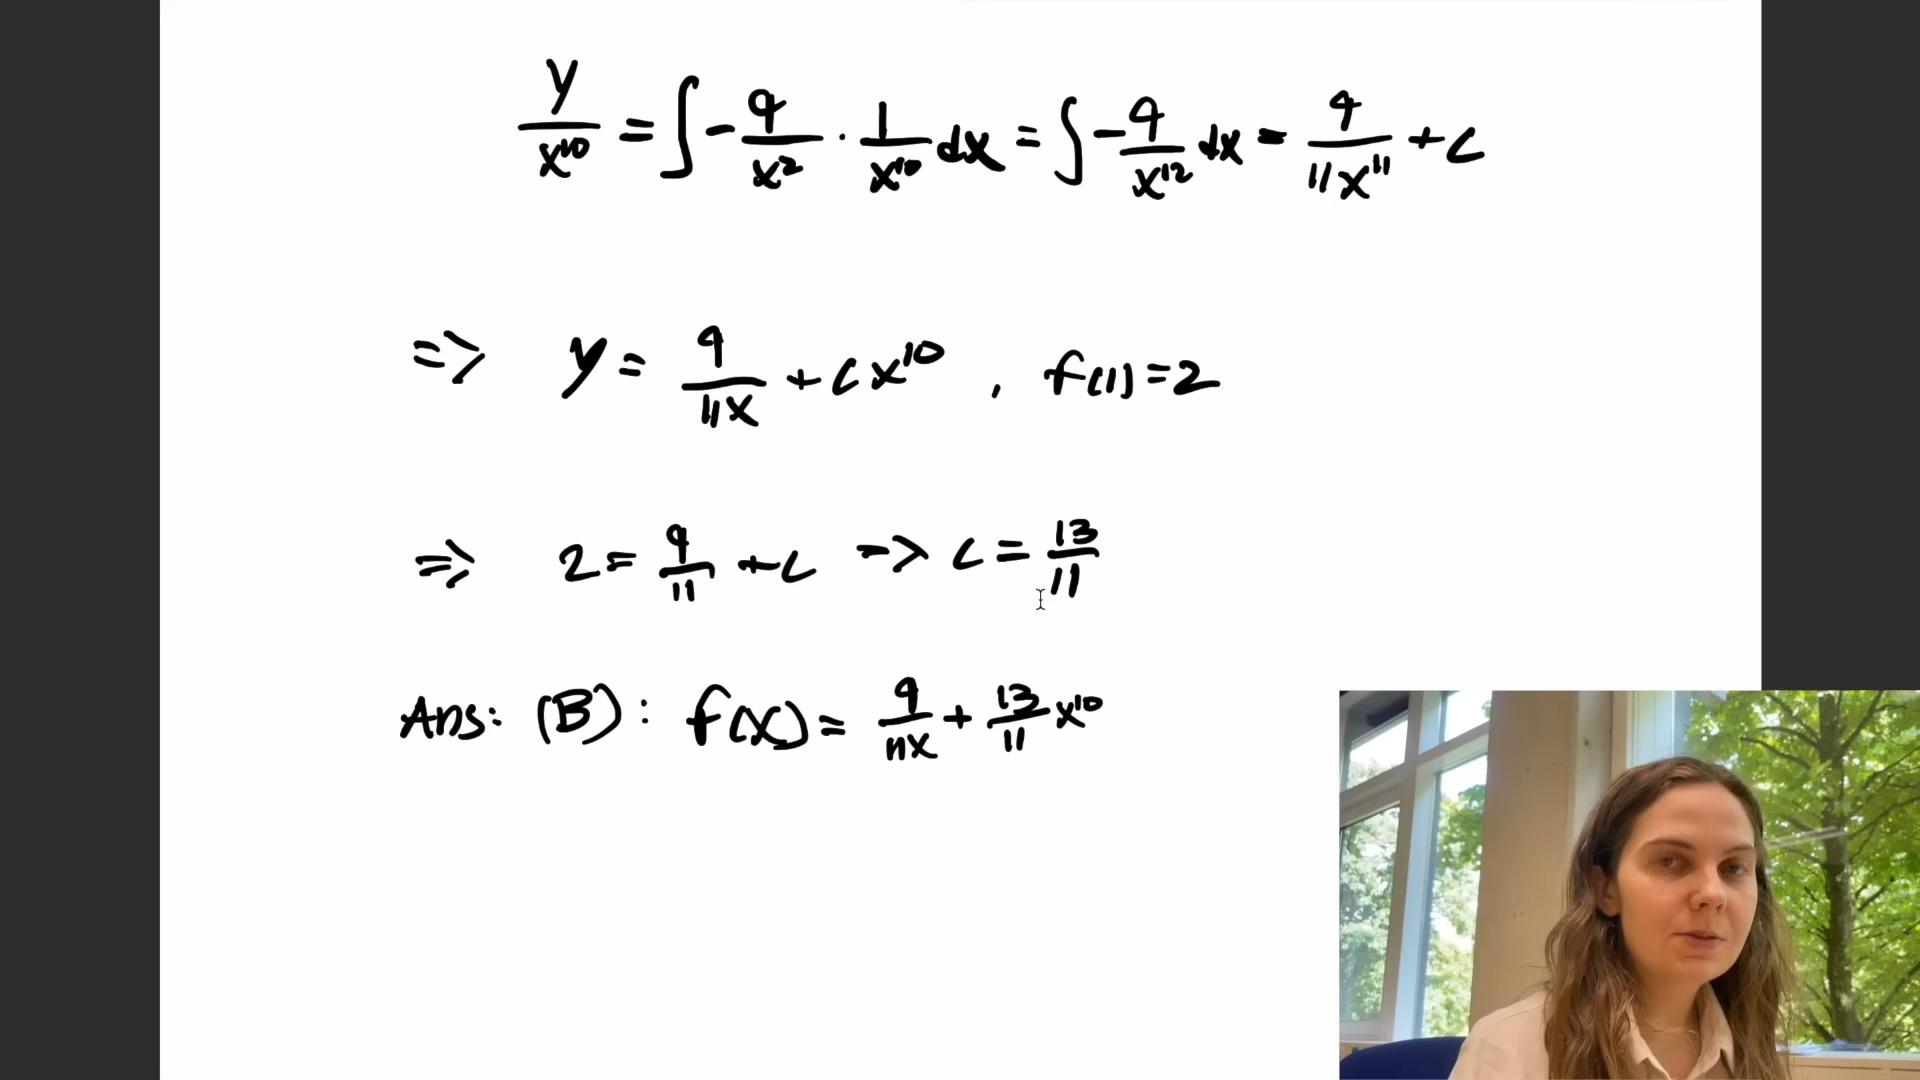 y/x¹⁰ = ∫ -9/x² · 1/x¹⁰ dx = ∫ -9/x¹² dx = 9/11x¹¹ + c
=> y = 9/11x + cx¹⁰ , f(1) = 2
=> 2 = 9/11 + c -> c = 13/11
Ans: (B): f(x) = 9/11x + 13/11 x¹⁰